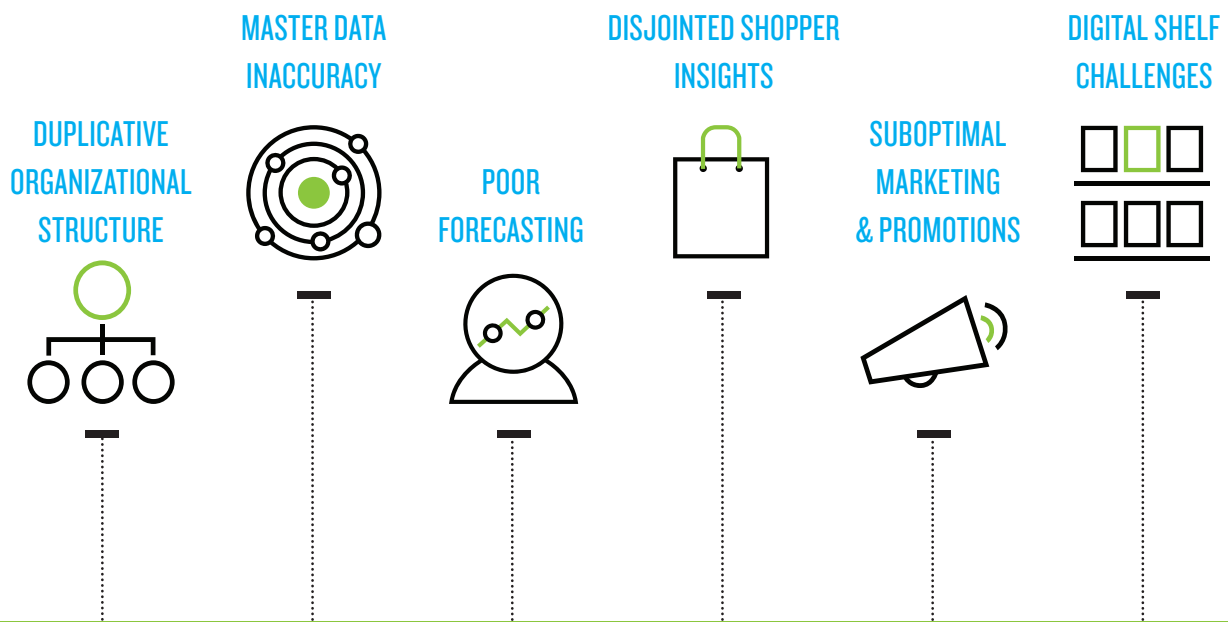 DUPLICATIVE
ORGANIZATIONAL
STRUCTURE
MASTER DATA
INACCURACY
POOR
FORECASTING
DISJOINTED SHOPPER
INSIGHTS
SUBOPTIMAL
MARKETING
& PROMOTIONS
DIGITAL SHELF
CHALLENGES